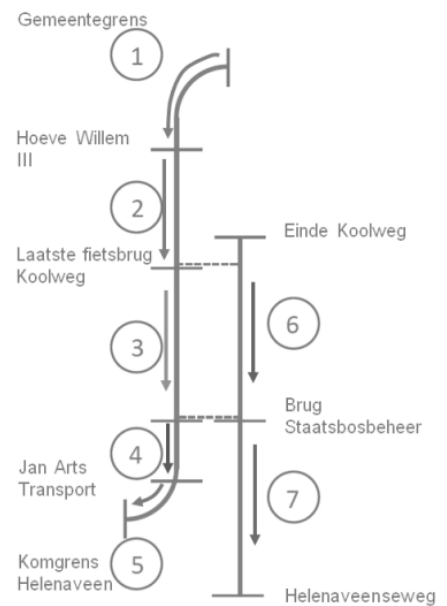 Gemeentegrens
1
Hoeve Willem
III
2
Einde Koolweg
Laatste fietsbrug
Koolweg
6
3
Brug
Staatsbosbeheer
4
Jan Arts
Transport
7
5
Komgrens
Helenaveen
Helenaveenseweg